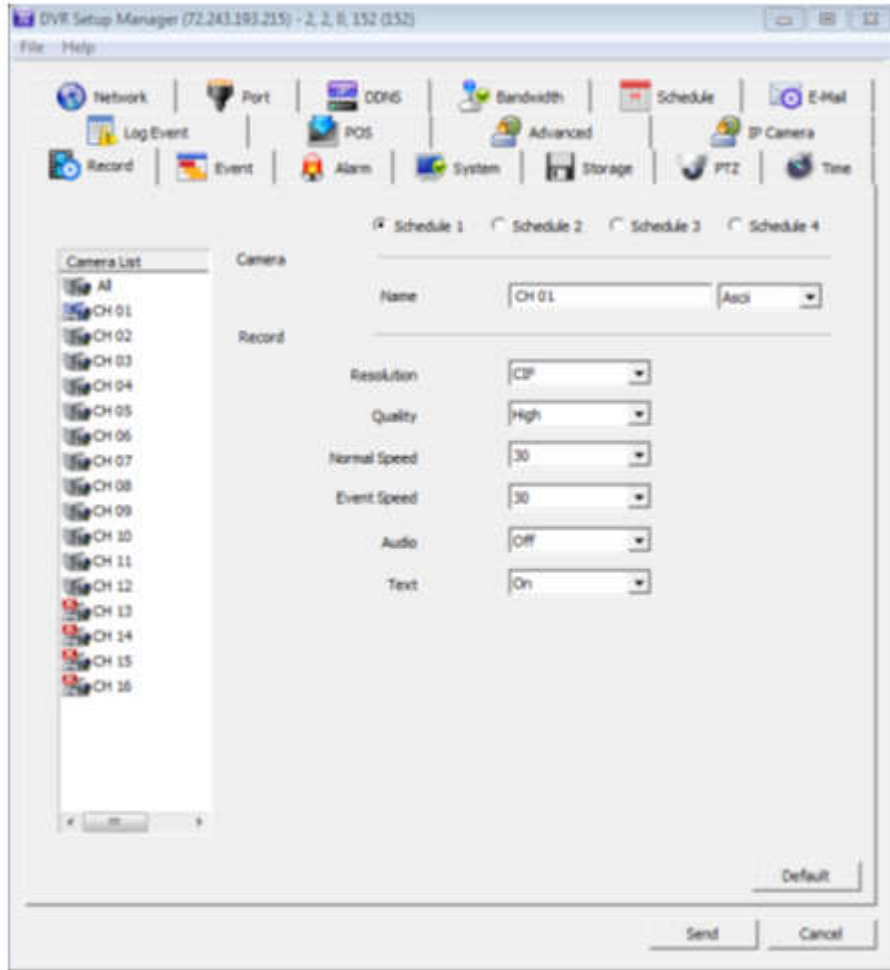 DVR Setup Manager (72.243.193.215) - 2, 2, 0, 152 (152)
File Help
Network Port DDNS Bandwidth Schedule E-Mail
Log Event POS Advanced IP Camera
Record Event Alarm System Storage PTZ Time
Schedule 1 Schedule 2 Schedule 3 Schedule 4
Camera List
All
CH 01
CH 02
CH 03
CH 04
CH 05
CH 06
CH 07
CH 08
CH 09
CH 10
CH 11
CH 12
CH 13
CH 14
CH 15
CH 16
Camera
Name CH 01 Ascii
Record
Resolution CIF
Quality High
Normal Speed 30
Event Speed 30
Audio Off
Text On
Default
Send Cancel